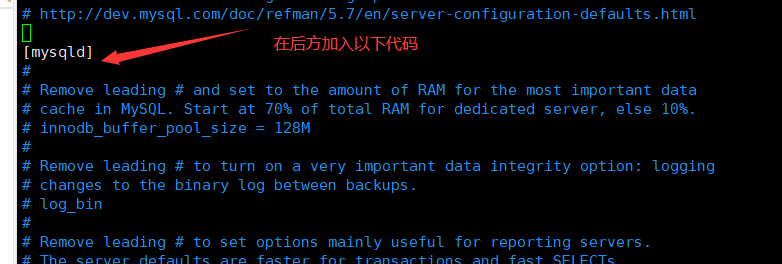 # http://dev.mysql.com/doc/refman/5.7/en/server-configuration-defaults.html
[mysqld]
在后方加入以下代码
#
# Remove leading # and set to the amount of RAM for the most important data
# cache in MySQL. Start at 70% of total RAM for dedicated server, else 10%.
# innodb_buffer_pool_size = 128M
#
# Remove leading # to turn on a very important data integrity option: logging
# changes to the binary log between backups.
# log_bin
#
# Remove leading # to set options mainly useful for reporting servers.
# The server defaults are faster for transactions and fast SELECTs.